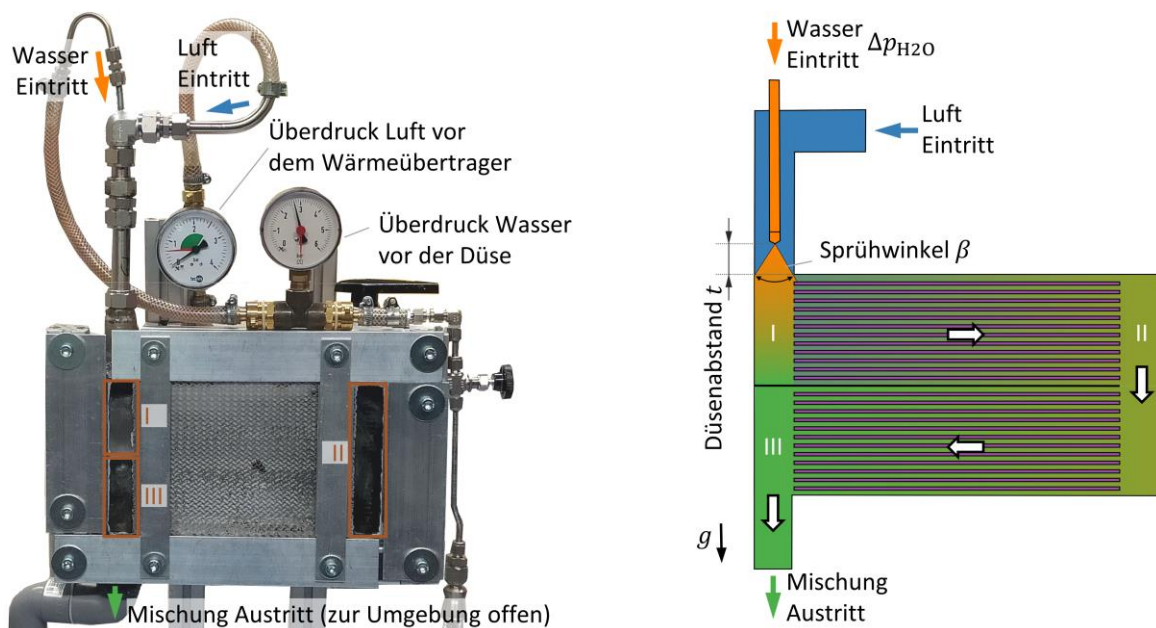 Wasser
Eintritt
Luft
Eintritt
Überdruck Luft vor
dem Wärmeübertrager
Überdruck Wasser
vor der Düse
I
II
III
Mischung Austritt (zur Umgebung offen)
Wasser
Eintritt Δp_H2O
Luft
Eintritt
Sprühwinkel β
Düsenabstand t
I
II
III
g
Mischung
Austritt